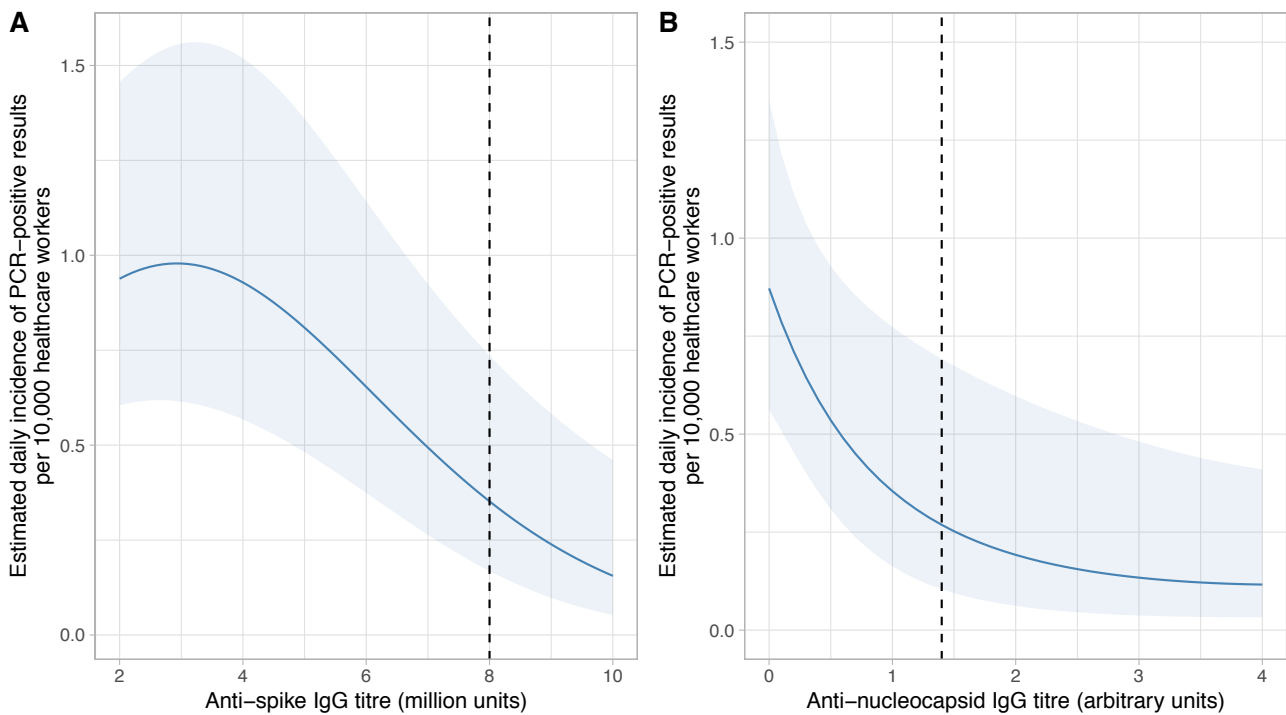 A
Estimated daily incidence of PCR−positive results
per 10,000 healthcare workers
1.5
1.0
0.5
0.0
2 4 6 8 10
Anti−spike IgG titre (million units)
B
Estimated daily incidence of PCR−positive results
per 10,000 healthcare workers
1.5
1.0
0.5
0.0
0 1 2 3 4
Anti−nucleocapsid IgG titre (arbitrary units)